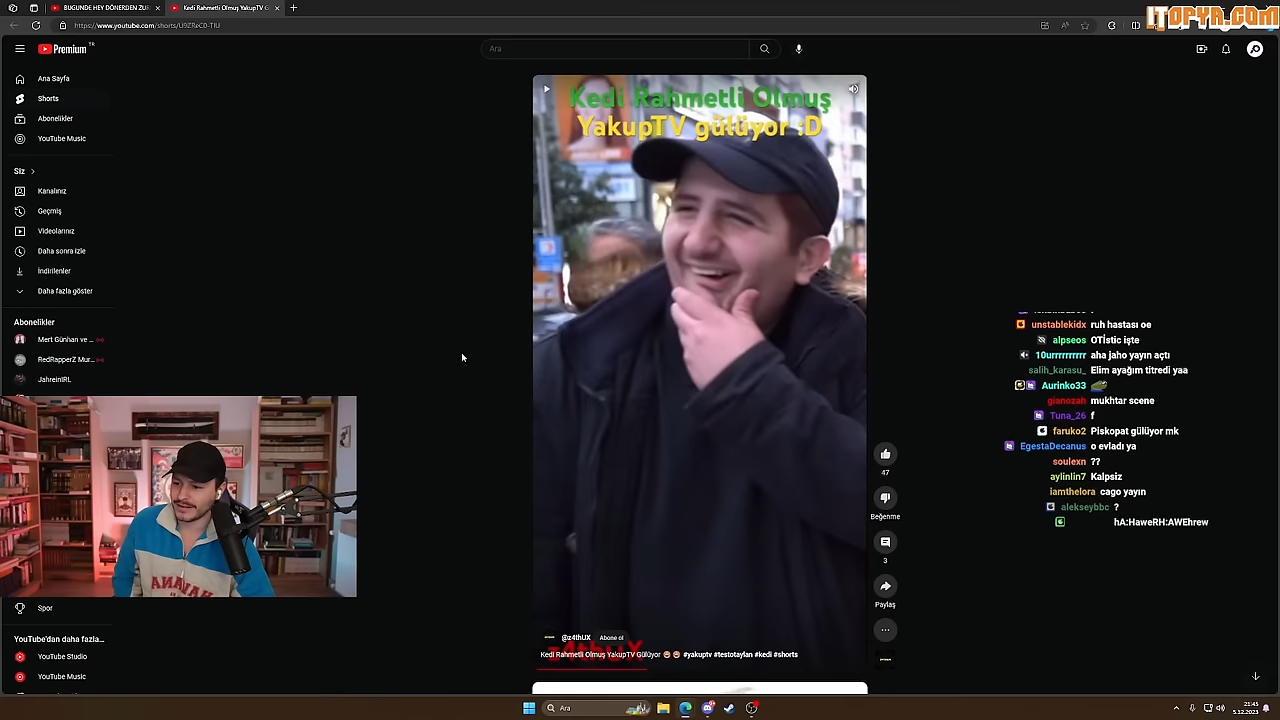 BUGUNDE HEY DÖNERDEN ZUR
Kedi Rahmetli Olmuş YakupTV G
ITOPYA.COM
https://www.youtube.com/shorts/U9ZReC0-TIU
Premium TR
Ara
Ana Sayfa
Shorts
Abonelikler
YouTube Music
Siz
Kanalınız
Geçmiş
Videolarınız
Daha sonra izle
İndirilenler
Daha fazla göster
Abonelikler
Mert Günhan ve ...
RedRapperZ Mur...
JahreinIRL
HAVANA
Spor
YouTube'dan daha fazla...
YouTube Studio
YouTube Music
Kedi Rahmetli Olmuş
YakupTV gülüyor :D
@z4thUX Abone ol
z4thUX
Kedi Rahmetli Olmuş YakupTV Gülüyor #yakuptv #testotaylan #kedi #shorts
47
Beğenme
3
Paylaş
unstablekidx ruh hastası oe
alpseos OTİstic işte
10urrrrrrrrrr aha jaho yayın açtı
salih_karasu_ Elim ayağım titredi yaa
Aurinko33
gianozah mukhtar scene
Tuna_26 f
faruko2 Piskopat gülüyor mk
EgestaDecanus o evladı ya
soulexn ??
aylinlin7 Kalpsiz
iamthelora cago yayın
alekseybbc ?
hA:HaweRH:AWEhrew
Ara
21:45
5.12.2023